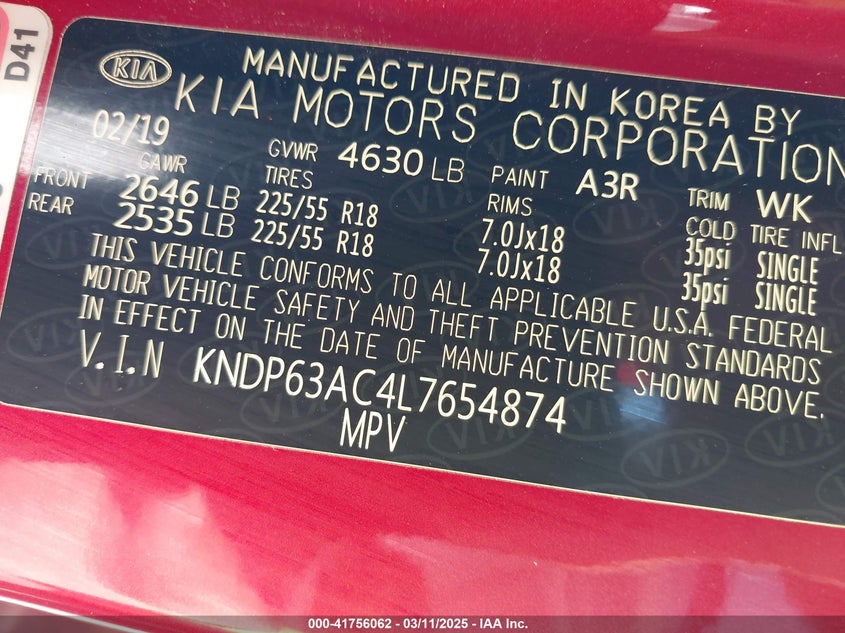 D41
KIA
MANUFACTURED IN KOREA BY
KIA MOTORS CORPORATION
02/19
GAWR GVWR 4630 LB PAINT A3R TRIM WK
FRONT 2646 LB TIRES 225/55 R18 RIMS 7.0Jx18 COLD TIRE INFL 35psi SINGLE
REAR 2535 LB 225/55 R18 7.0Jx18 35psi SINGLE
THIS VEHICLE CONFORMS TO ALL APPLICABLE U.S.A. FEDERAL
MOTOR VEHICLE SAFETY AND THEFT PREVENTION STANDARDS
IN EFFECT ON THE DATE OF MANUFACTURE SHOWN ABOVE.
V.I.N KNDP63AC4L7654874
MPV
000-41756062 - 03/11/2025 - IAA Inc.